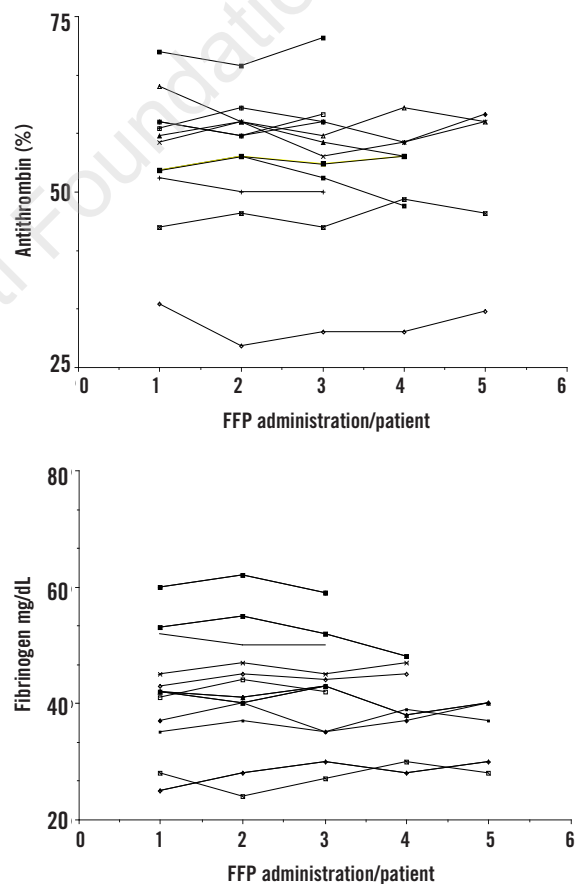 75
50
25
Antithrombin (%)
0 1 2 3 4 5 6
FFP administration/patient
80
60
40
20
Fibrinogen mg/dL
0 1 2 3 4 5 6
FFP administration/patient
Foundation